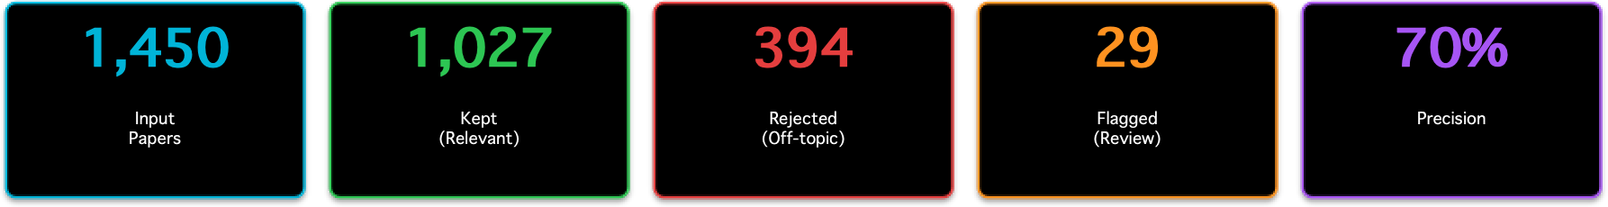 1,450
Input
Papers
1,027
Kept
(Relevant)
394
Rejected
(Off-topic)
29
Flagged
(Review)
70%
Precision